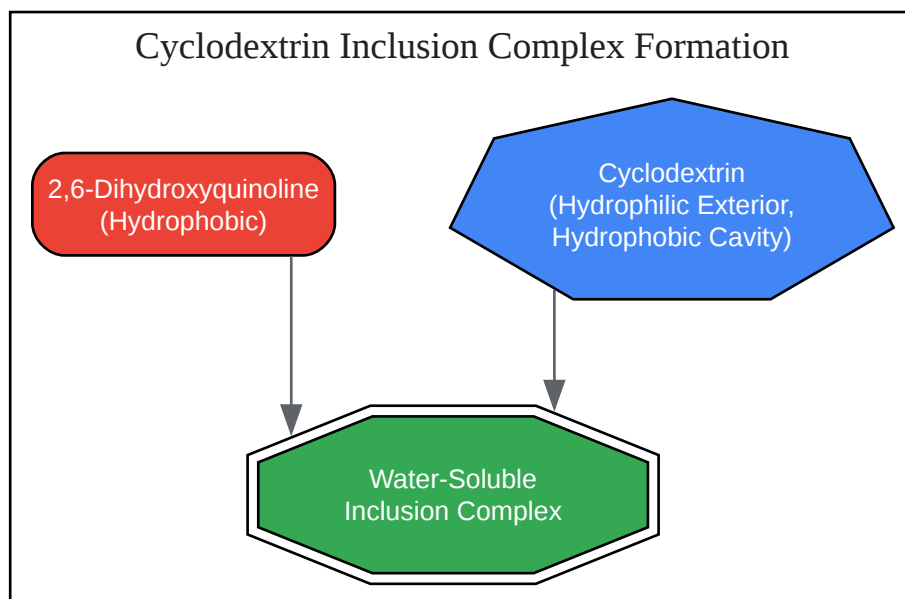 Cyclodextrin Inclusion Complex Formation
2,6-Dihydroxyquinoline
(Hydrophobic)
Cyclodextrin
(Hydrophilic Exterior,
Hydrophobic Cavity)
Water-Soluble
Inclusion Complex